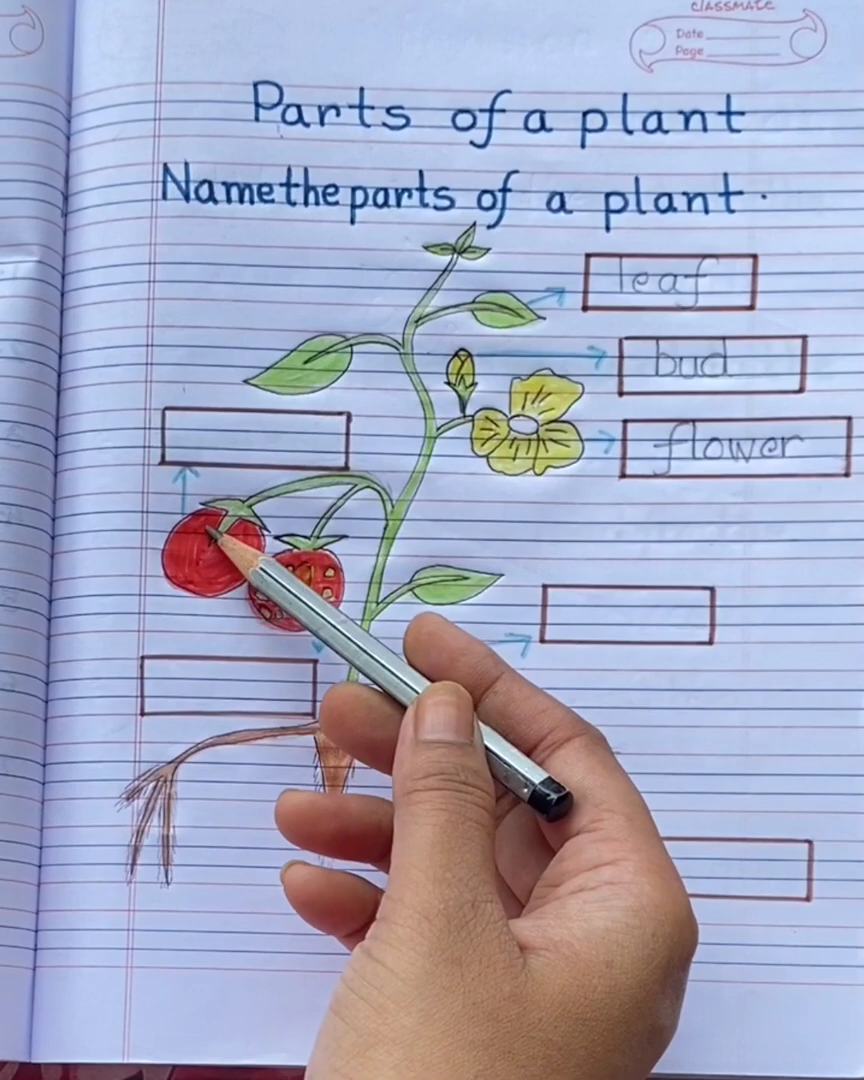 CLASSMATE
Date
Page
Parts of a plant
Name the parts of a plant.
leaf
bud
flower